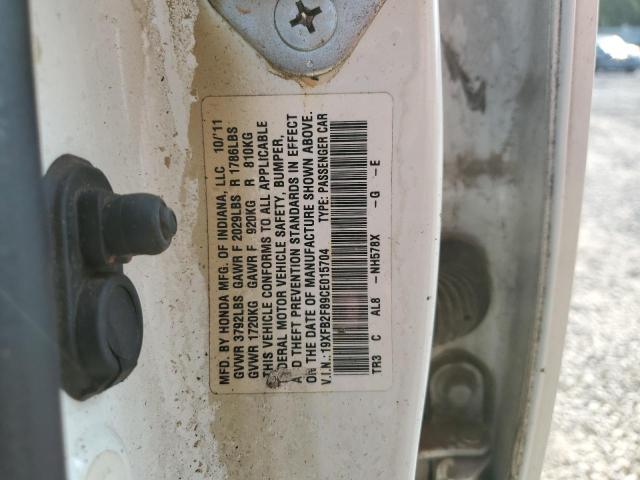 MFD. BY HONDA MFG. OF INDIANA, LLC 10/11
GVWR 3792LBS GAWR F 2029LBS R 1786LBS
GVWR 1720KG GAWR F 920KG R 810KG
THIS VEHICLE CONFORMS TO ALL APPLICABLE
FEDERAL MOTOR VEHICLE SAFETY, BUMPER,
A D THEFT PREVENTION STANDARDS IN EFFECT
ON THE DATE OF MANUFACTURE SHOWN ABOVE.
V.I.N.: 19XFB2F89CE015704 TYPE: PASSENGER CAR
TR3 C AL8 -NH578X -G -E